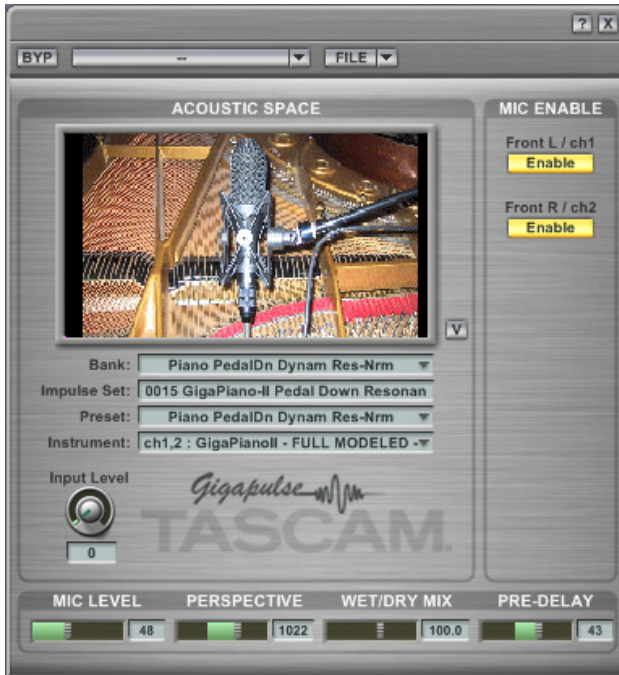 ? X
BYP -- FILE
ACOUSTIC SPACE
MIC ENABLE
Front L / ch1
Enable
Front R / ch2
Enable
V
Bank: Piano PedalDn Dynam Res-Nrm
Impulse Set: 0015 GigaPiano-II Pedal Down Resonan
Preset: Piano PedalDn Dynam Res-Nrm
Instrument: ch1,2 : GigaPianoII - FULL MODELED -
Input Level
0
Gigapulse
TASCAM.
MIC LEVEL PERSPECTIVE WET/DRY MIX PRE-DELAY
48 1022 100.0 43